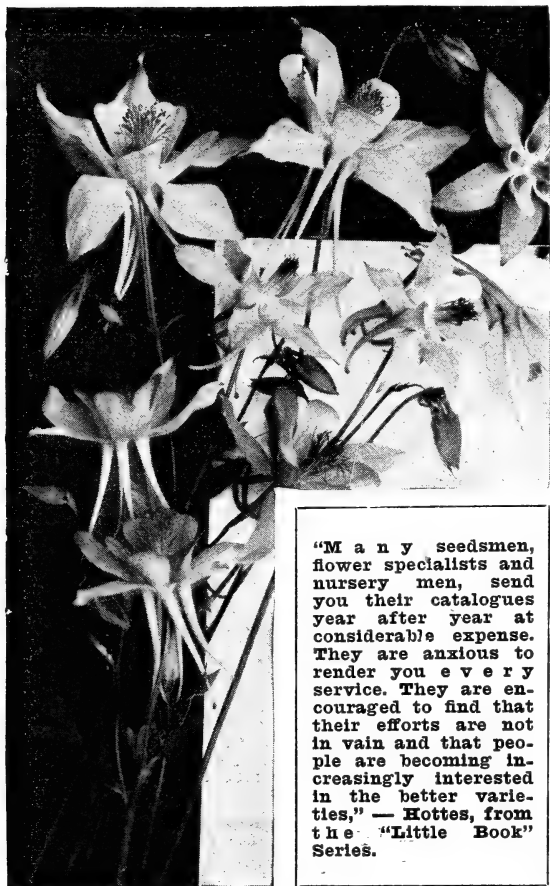 “Many seedsmen,
flower specialists and
nursery men, send
you their catalogues
year after year at
considerable expense.
They are anxious to
render you every
service. They are en-
couraged to find that
their efforts are not
in vain and that peo-
ple are becoming in-
creasingly interested
in the better varie-
ties,” — Hottes, from
the “Little Book”
Series.